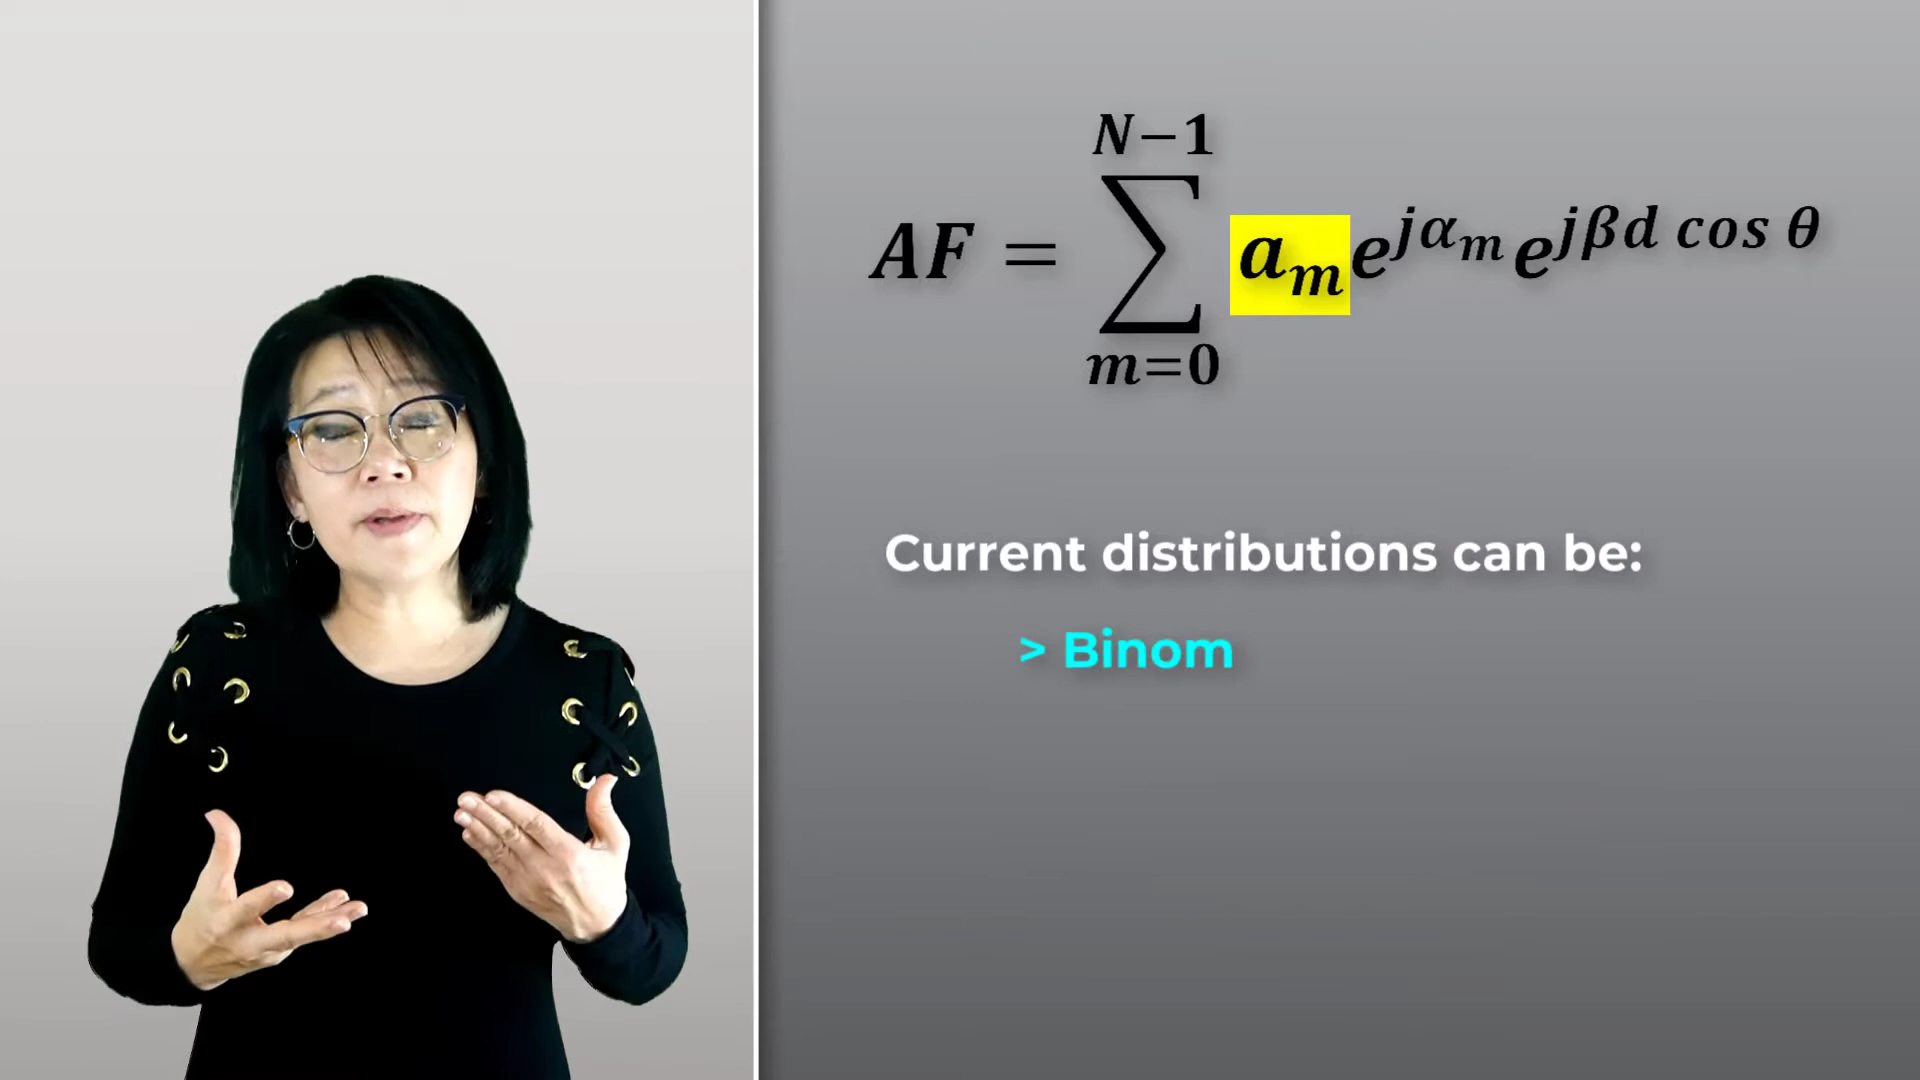 N−1
AF = ∑ aₘe^{jαₘ}e^{jβd cos θ}
m=0
Current distributions can be:
> Binom